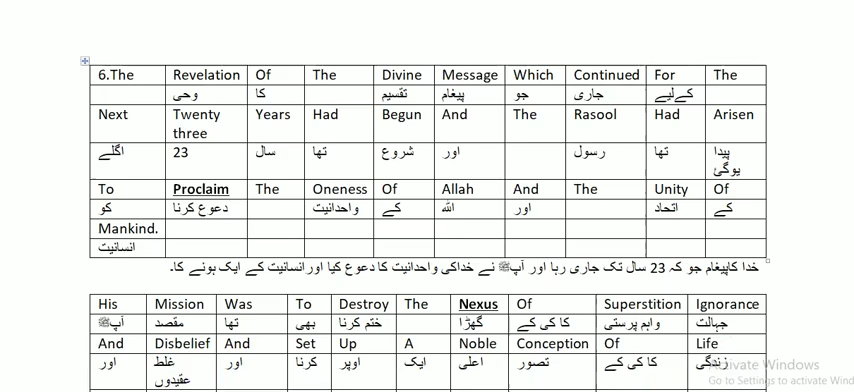 6.The Revelation Of The Divine Message Which Continued For The
وحی کا تقسیم پیغام جو جاری کےلیے
Next Twenty three Years Had Begun And The Rasool Had Arisen
اگلے 23 سال تھا شروع اور رسول تھا پیدا ہوگئ
To Proclaim The Oneness Of Allah And The Unity Of
کو دعوع کرنا واحدانیت کے اللہ اور اتحاد کے
Mankind.
انسانیت
خدا کاپیغام جو کہ 23 سال تک جاری رہا اور آپﷺ نے خداکی واحدانیت کا دعوع کیا اورانسانیت کے ایک ہونے کا۔
His Mission Was To Destroy The Nexus Of Superstition Ignorance
آپﷺ مقصد تھا بھی ختم کرنا گھڑا کا کی کے واہم پرستی جہالت
And Disbelief And Set Up A Noble Conception Of Life
اور غلط عقیدوں اور کرنا اوپر ایک اعلی تصور کا کی کے زندگی
Activate Windows
Go to Settings to activate Wind